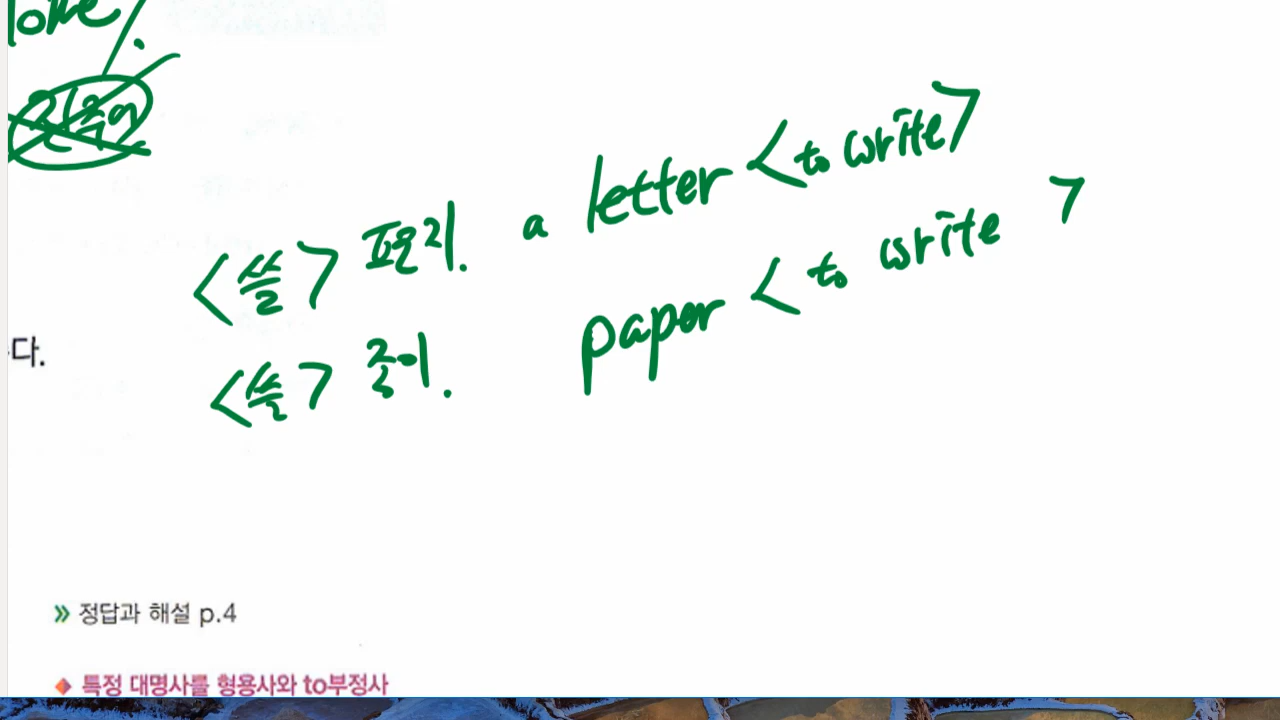 <쓸> 편지. a letter <to write>
<쓸> 종이. paper < to write >
다.
» 정답과 해설 p.4
◆ 특정 대명사를 형용사와 to부정사